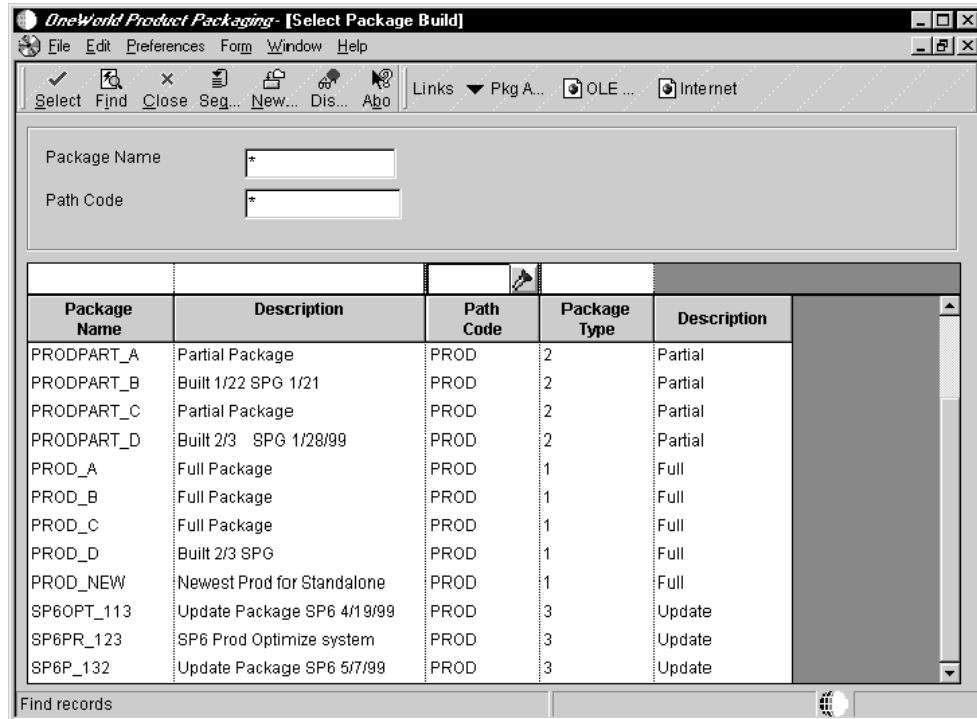 OneWorld Product Packaging - [Select Package Build]
File Edit Preferences Form Window Help
Select Find Close Seq... New... Dis... Abo Links Pkg A... OLE ... Internet
Package Name *
Path Code *
Package Name Description Path Code Package Type Description
PRODPART_A Partial Package PROD 2 Partial
PRODPART_B Built 1/22 SPG 1/21 PROD 2 Partial
PRODPART_C Partial Package PROD 2 Partial
PRODPART_D Built 2/3 SPG 1/28/99 PROD 2 Partial
PROD_A Full Package PROD 1 Full
PROD_B Full Package PROD 1 Full
PROD_C Full Package PROD 1 Full
PROD_D Built 2/3 SPG PROD 1 Full
PROD_NEW Newest Prod for Standalone PROD 1 Full
SP6OPT_113 Update Package SP6 4/19/99 PROD 3 Update
SP6PR_123 SP6 Prod Optimize system PROD 3 Update
SP6P_132 Update Package SP6 5/7/99 PROD 3 Update
Find records